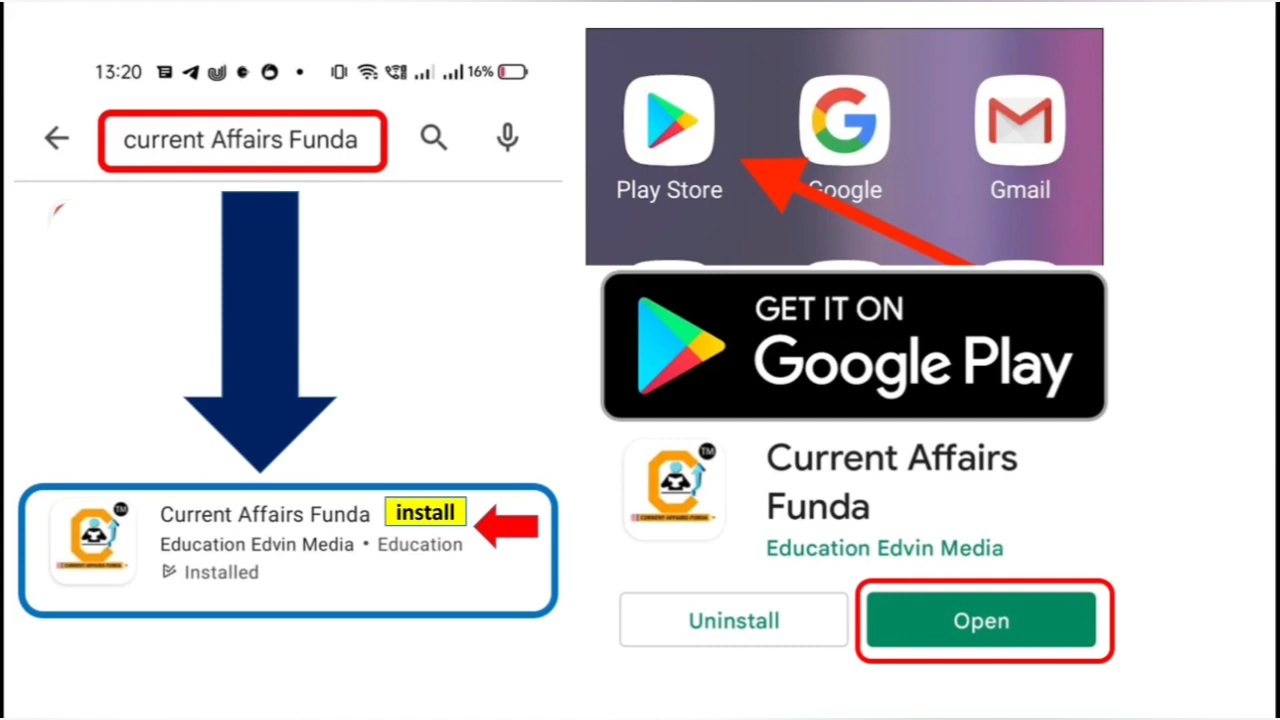 13:20
16%
current Affairs Funda
Current Affairs Funda
install
Education Edvin Media • Education
Installed
Play Store
Google
Gmail
GET IT ON
Google Play
TM
Current Affairs
Funda
Education Edvin Media
Uninstall
Open